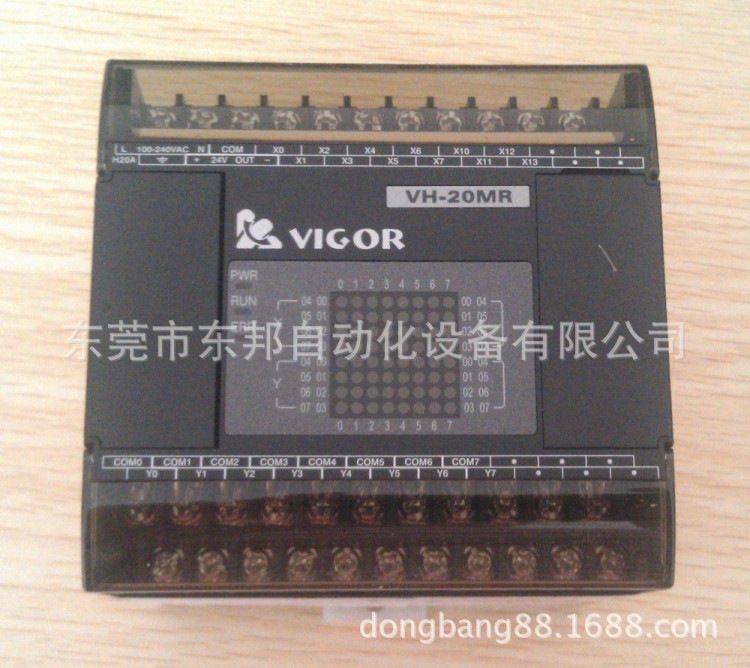 L 100-240VAC N COM X0 X2 X4 X6 X10 X12
H20A + 24V OUT − X1 X3 X5 X7 X11 X13
VH-20MR
VIGOR
PWR
0 1 2 3 4 5 6 7
RUN 04 00 00 04
05 01 01 05
东莞市东邦自动化设备有限公司
04 00 00 04
Y 05 01 01 05
06 02 02 06
07 03 03 07
0 1 2 3 4 5 6 7
COM0 COM1 COM2 COM3 COM4 COM5 COM6 COM7
Y0 Y1 Y2 Y3 Y4 Y5 Y6 Y7
dongbang88.1688.com